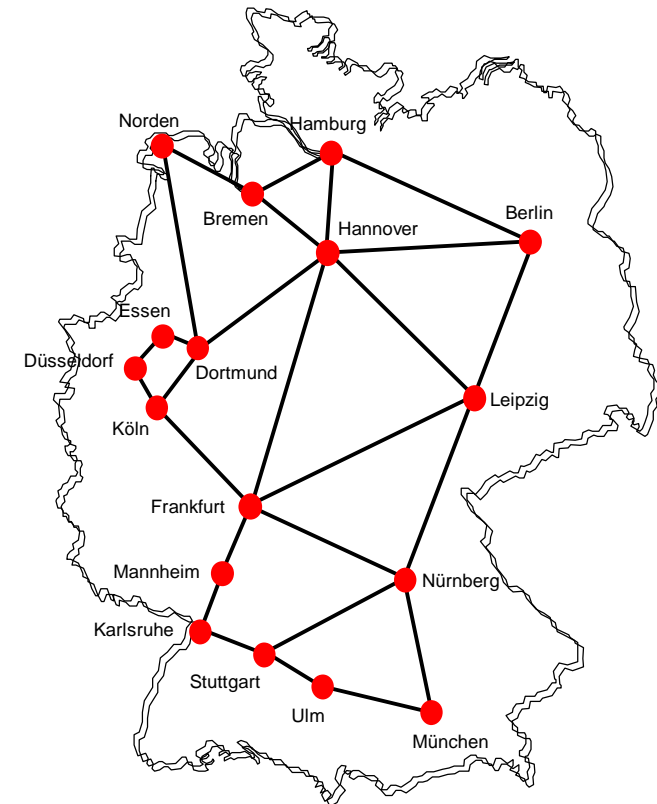 Norden
Hamburg
Bremen
Berlin
Hannover
Essen
Düsseldorf
Dortmund
Leipzig
Köln
Frankfurt
Mannheim
Nürnberg
Karlsruhe
Stuttgart
Ulm
München